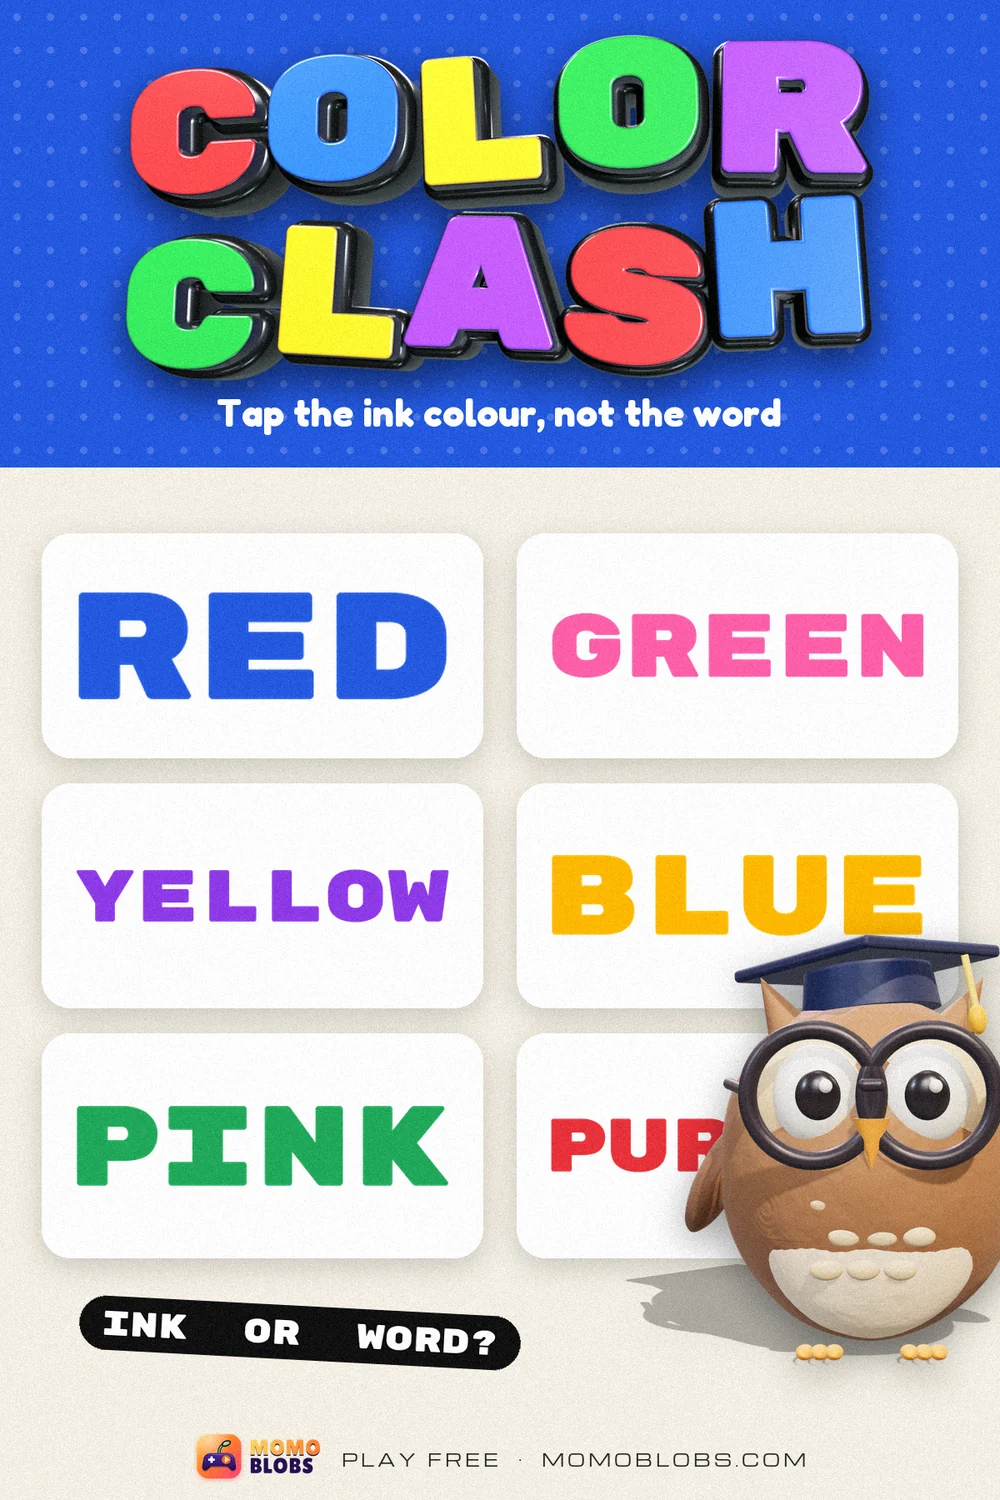 COLOR
CLASH
Tap the ink colour, not the word
RED
GREEN
YELLOW
BLUE
PINK
INK OR WORD?
MOMO
BLOBS
PLAY FREE · MOMOBLOBS.COM